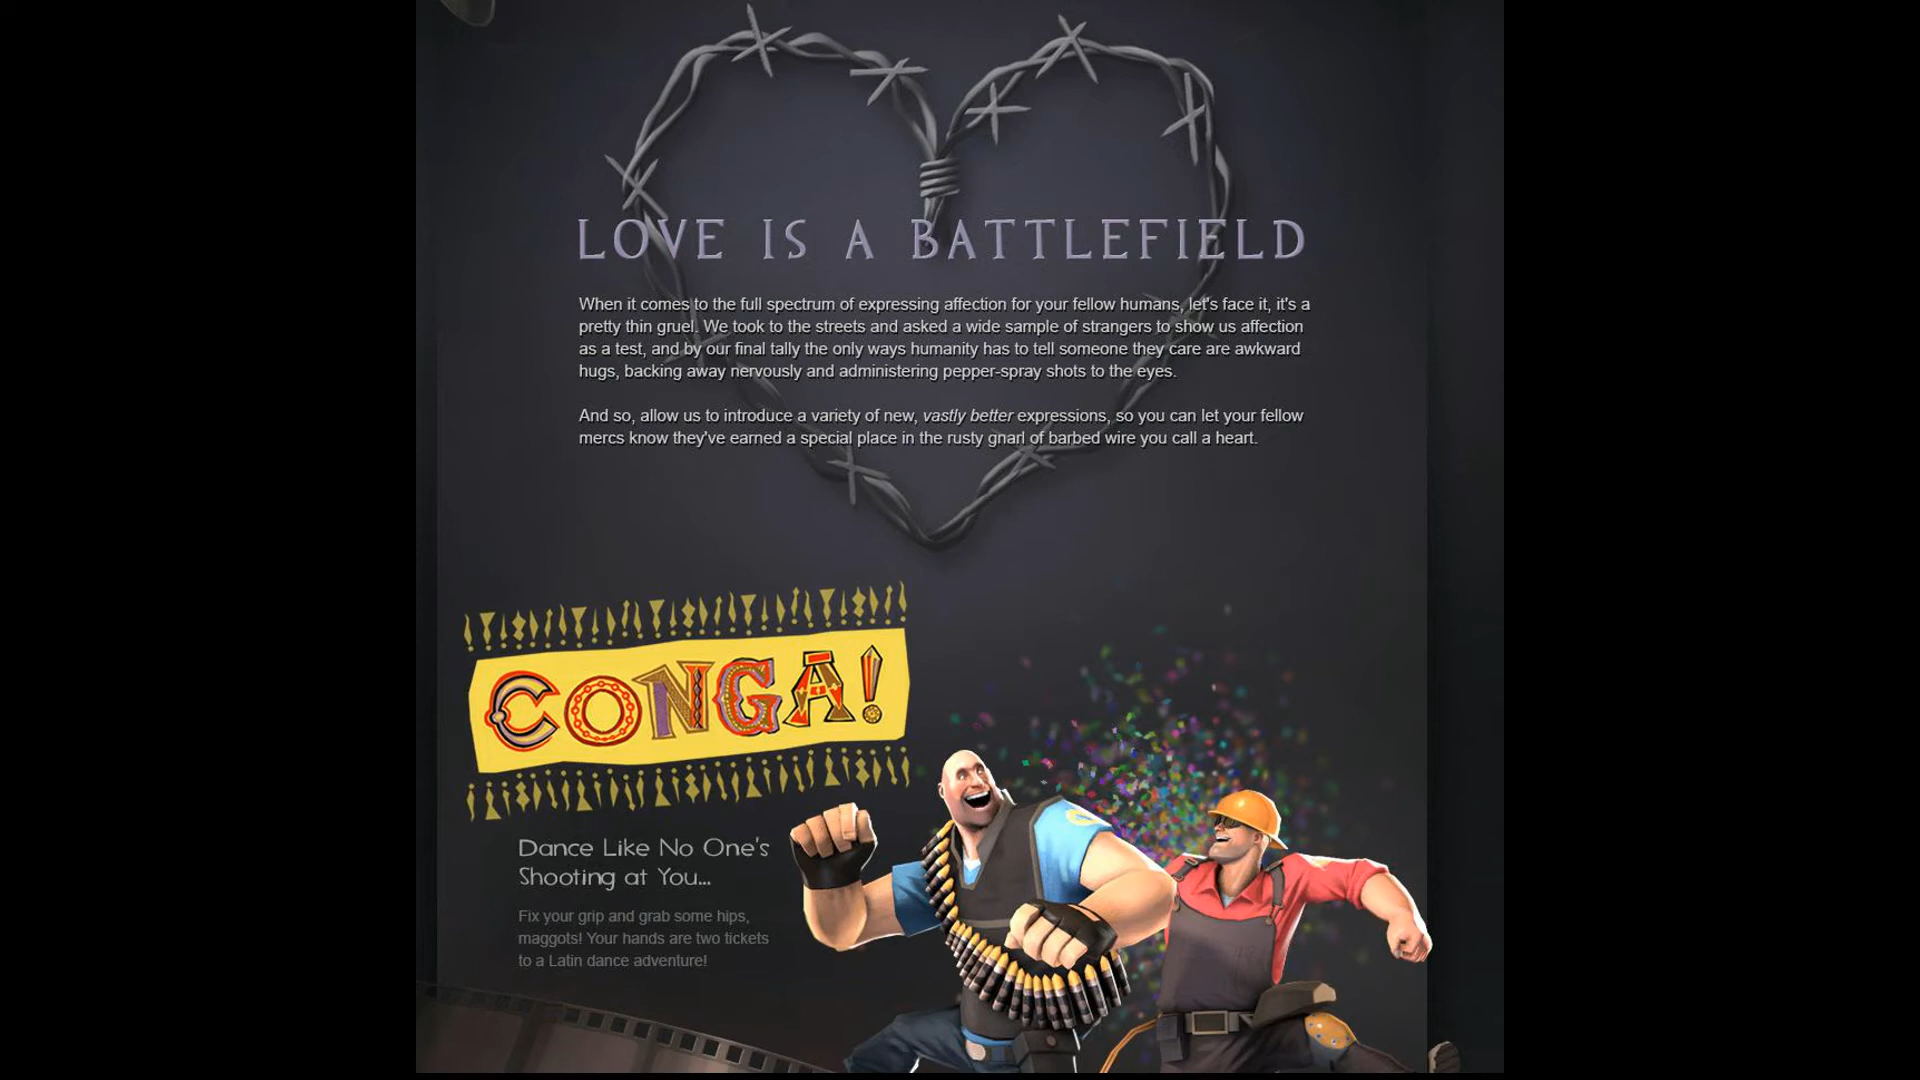 LOVE IS A BATTLEFIELD
When it comes to the full spectrum of expressing affection for your fellow humans, let's face it, it's a
pretty thin gruel. We took to the streets and asked a wide sample of strangers to show us affection
as a test, and by our final tally the only ways humanity has to tell someone they care are awkward
hugs, backing away nervously and administering pepper-spray shots to the eyes.
And so, allow us to introduce a variety of new, vastly better expressions, so you can let your fellow
mercs know they've earned a special place in the rusty gnarl of barbed wire you call a heart.
CONGA!
Dance Like No One's
Shooting at You...
Fix your grip and grab some hips,
maggots! Your hands are two tickets
to a Latin dance adventure!